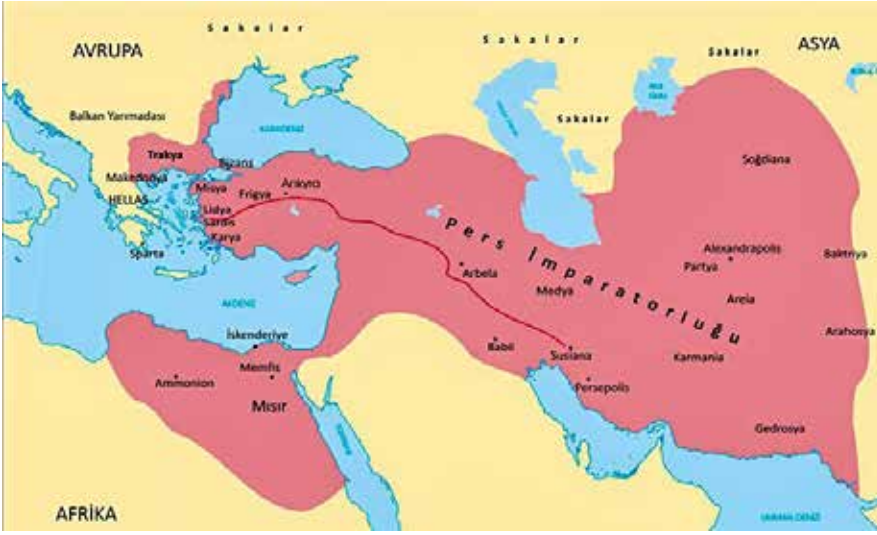 Sakalar
Sakalar
AVRUPA
ASYA
Sakalar
Balkan Yarımadası
Sakalar
KARADENİZ
Trakya
Bizans
Soğdiana
Makedonya
Misya
Frigya
HELLAS
Lidya
Sardis
Karya
Sparta
Pers İmparatorluğu
Alexandrapolis
Partya
Baktriya
Arbela
Medya
Areia
AKDENİZ
İskenderiye
Babil
Susiana
Karmania
Arahosya
Memfis
Ammonion
Persepolis
Mısır
Gedrosya
AFRİKA